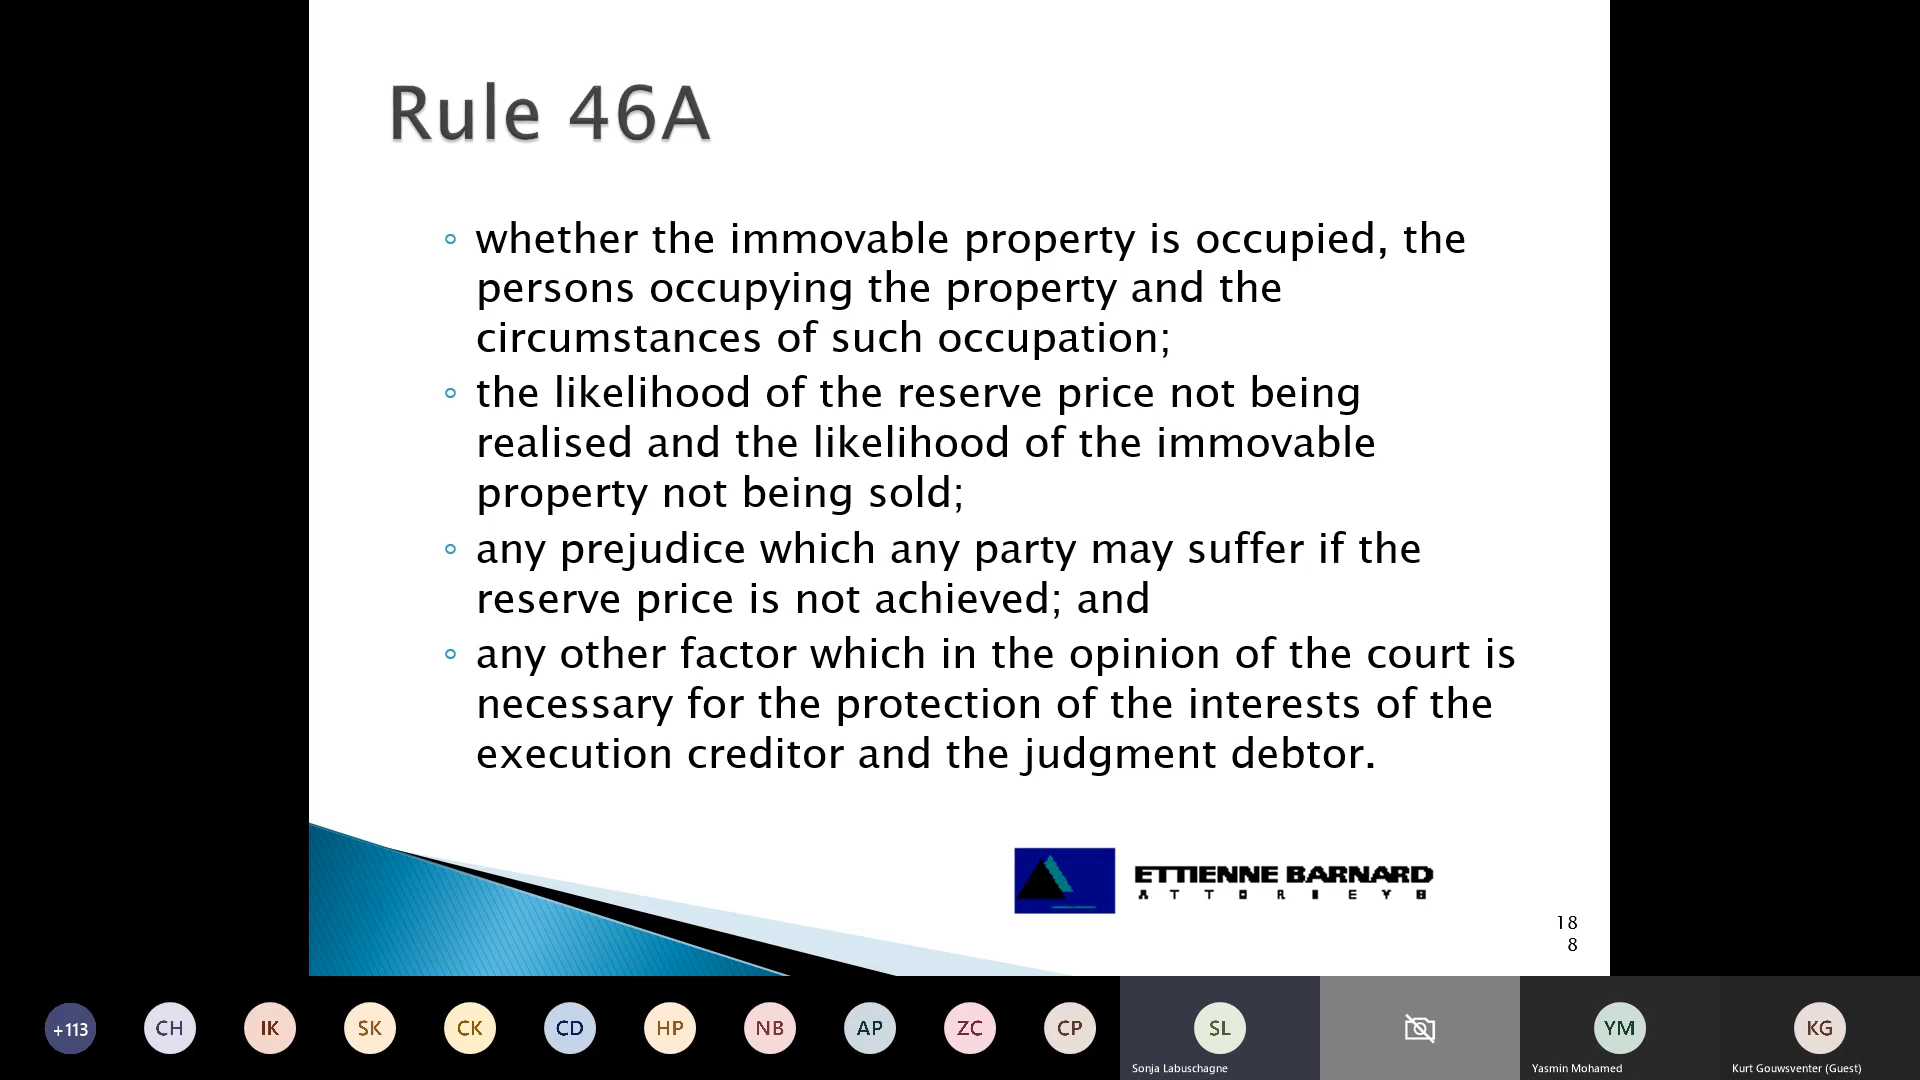 Rule 46A
◦ whether the immovable property is occupied, the
persons occupying the property and the
circumstances of such occupation;
◦ the likelihood of the reserve price not being
realised and the likelihood of the immovable
property not being sold;
◦ any prejudice which any party may suffer if the
reserve price is not achieved; and
◦ any other factor which in the opinion of the court is
necessary for the protection of the interests of the
execution creditor and the judgment debtor.
ETTIENNE BARNARD
ATTORNEYS
18
8
+113 CH IK SK CK CD HP NB AP ZC CP SL YM KG
Sonja Labuschagne Yasmin Mohamed Kurt Gouwsventer (Guest)